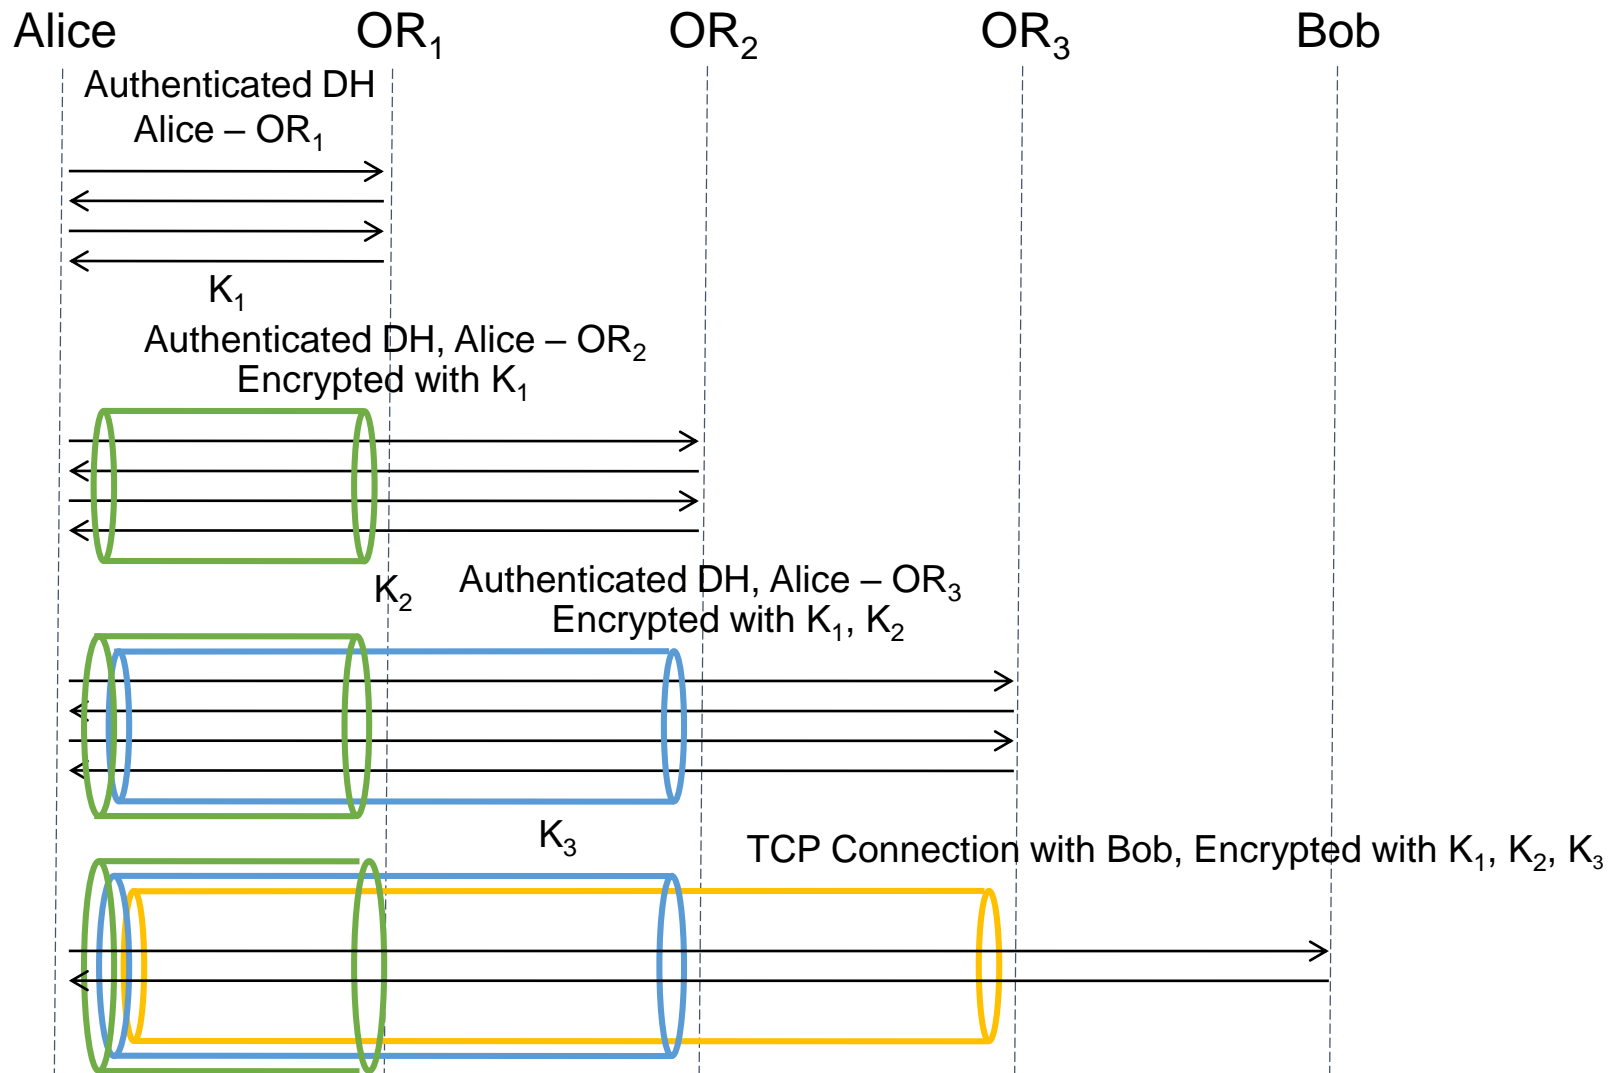 Alice OR₁ OR₂ OR₃ Bob
Authenticated DH
Alice – OR₁
K₁
Authenticated DH, Alice – OR₂
Encrypted with K₁
K₂
Authenticated DH, Alice – OR₃
Encrypted with K₁, K₂
K₃
TCP Connection with Bob, Encrypted with K₁, K₂, K₃